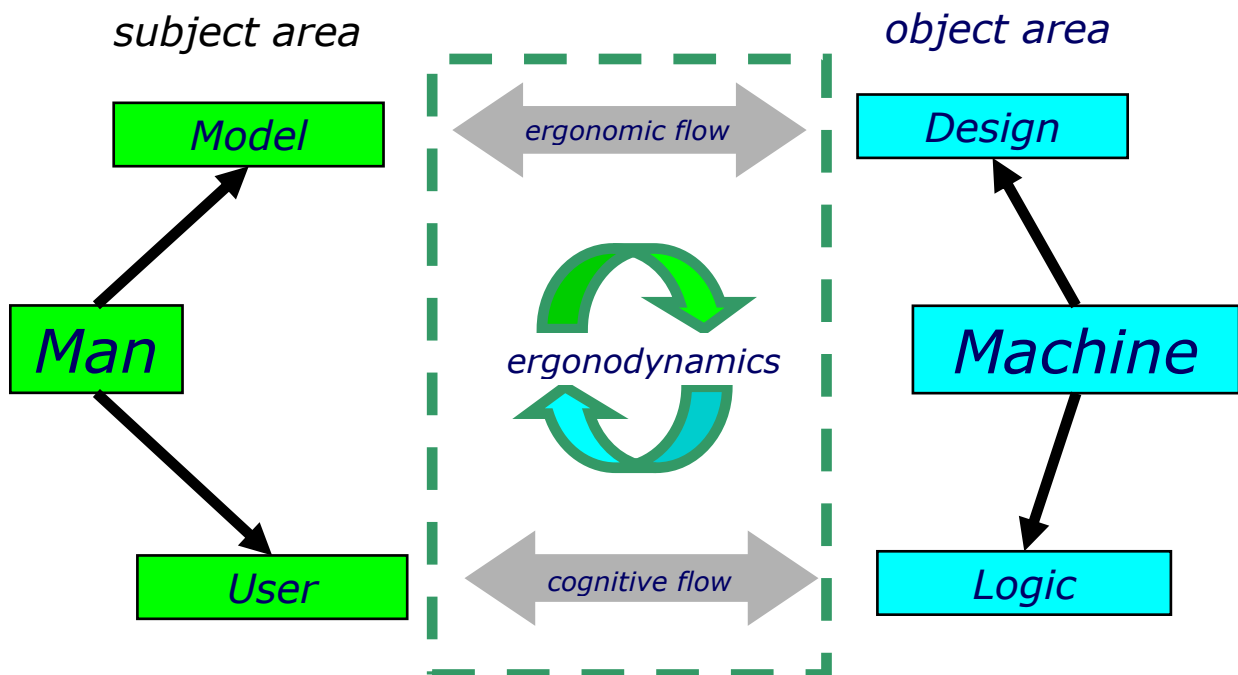 subject area
object area
Model
ergonomic flow
Design
Man
ergonodynamics
Machine
User
cognitive flow
Logic